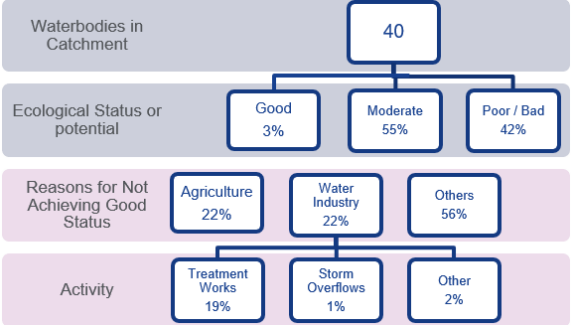 Waterbodies in
Catchment
40
Ecological Status or
potential
Good
3%
Moderate
55%
Poor / Bad
42%
Reasons for Not
Achieving Good
Status
Agriculture
22%
Water
Industry
22%
Others
56%
Activity
Treatment
Works
19%
Storm
Overflows
1%
Other
2%